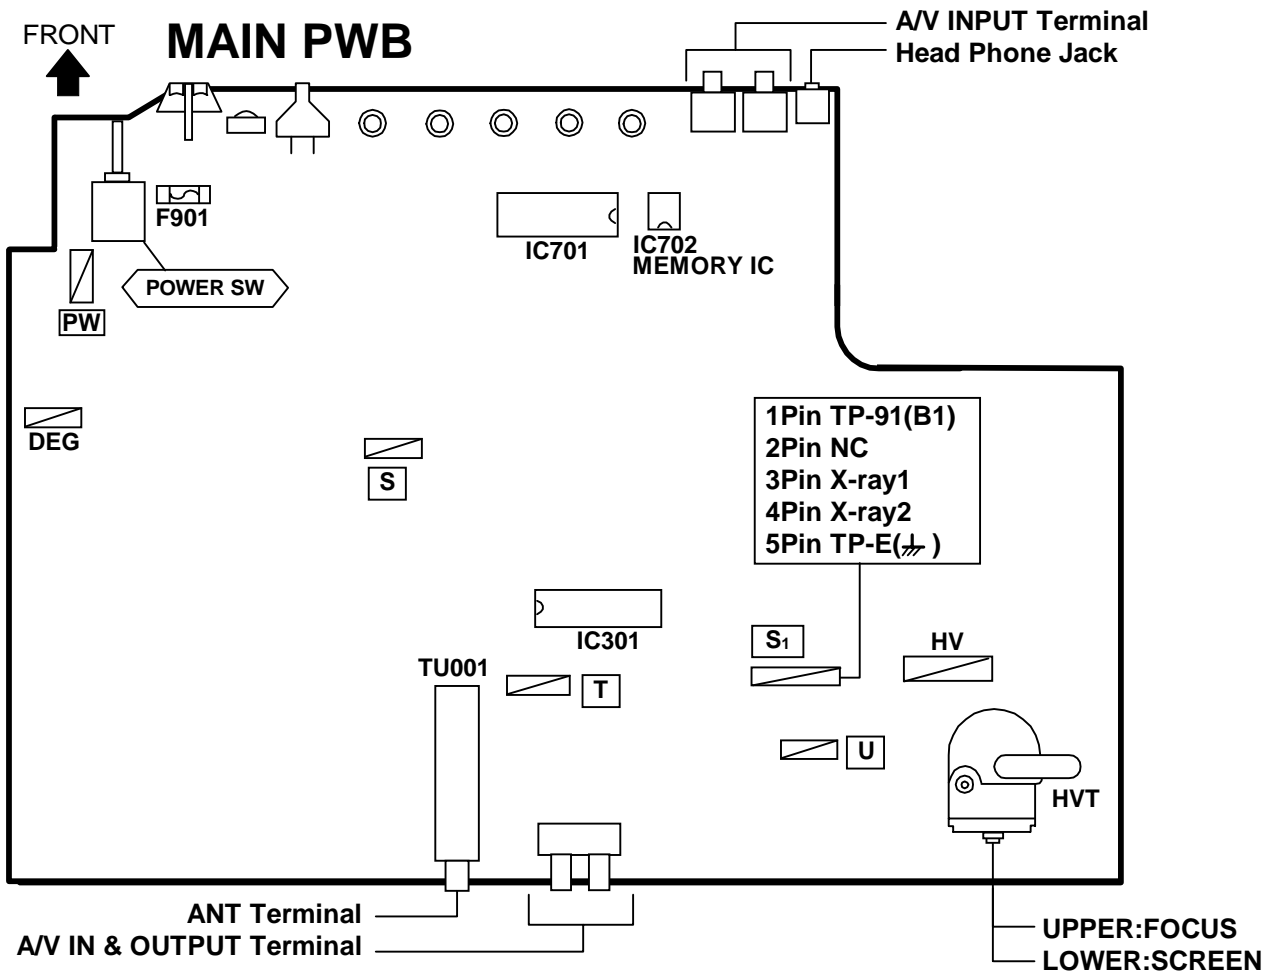 FRONT
MAIN PWB
A/V INPUT Terminal
Head Phone Jack
F901
IC701
IC702
MEMORY IC
POWER SW
PW
DEG
S
1Pin TP-91(B1)
2Pin NC
3Pin X-ray1
4Pin X-ray2
5Pin TP-E( )
IC301
S1
HV
TU001
T
U
HVT
ANT Terminal
A/V IN & OUTPUT Terminal
UPPER:FOCUS
LOWER:SCREEN